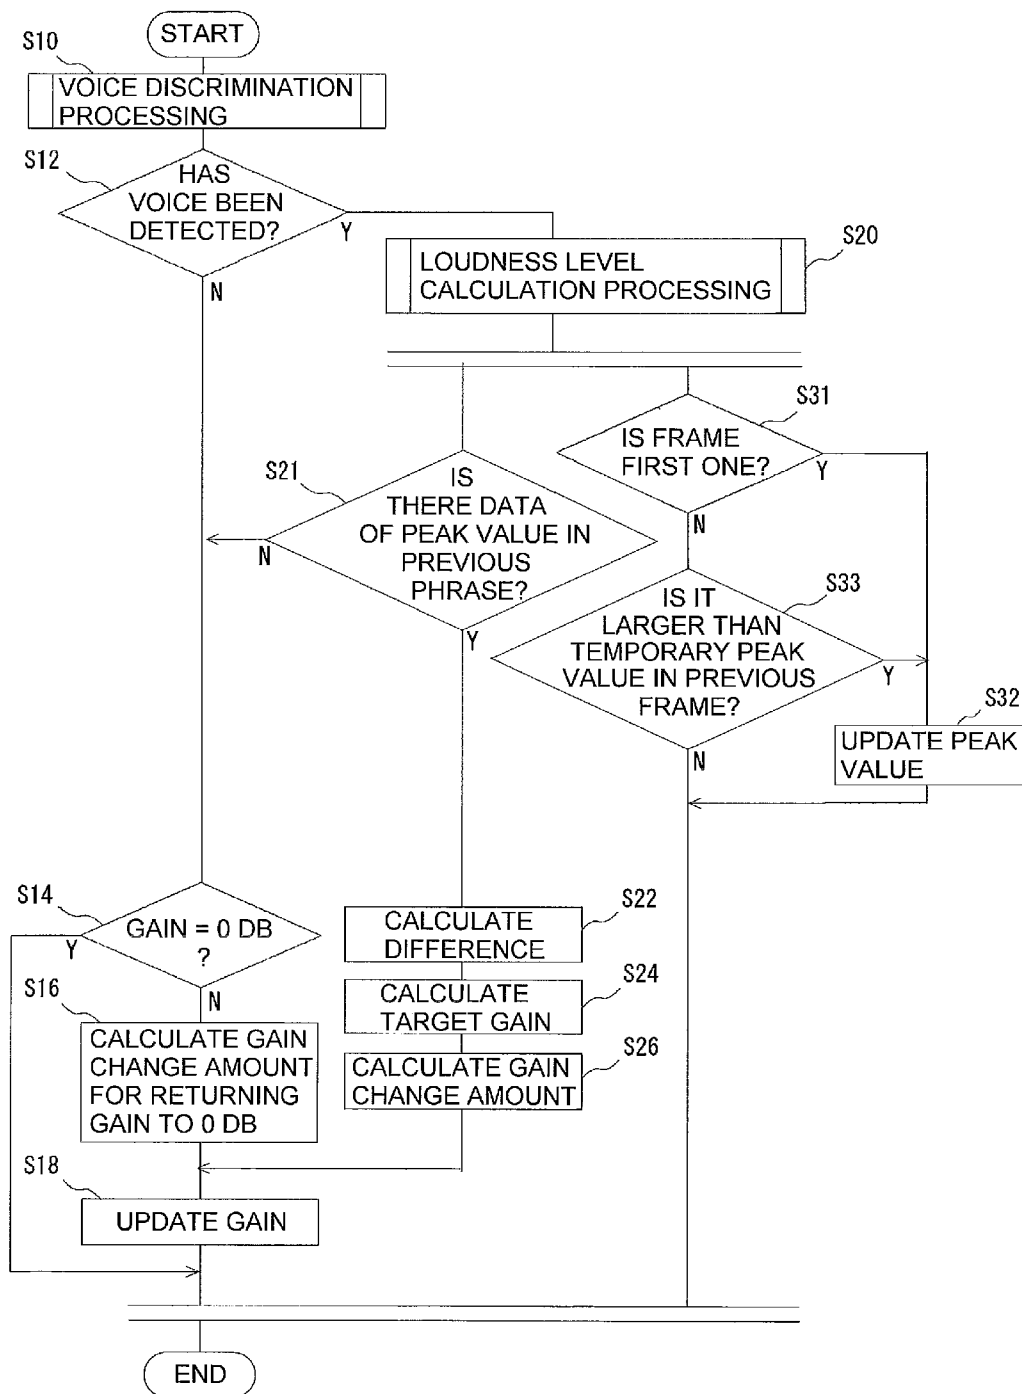 START
S10
VOICE DISCRIMINATION
PROCESSING
S12
HAS
VOICE BEEN
DETECTED?
Y
N
S20
LOUDNESS LEVEL
CALCULATION PROCESSING
S31
IS FRAME
FIRST ONE?
Y
N
S21
IS
THERE DATA
OF PEAK VALUE IN
PREVIOUS
PHRASE?
N
Y
S33
IS IT
LARGER THAN
TEMPORARY PEAK
VALUE IN PREVIOUS
FRAME?
Y
N
S32
UPDATE PEAK
VALUE
S14
GAIN = 0 DB
?
Y
N
S22
CALCULATE
DIFFERENCE
S24
CALCULATE
TARGET GAIN
S16
CALCULATE GAIN
CHANGE AMOUNT
FOR RETURNING
GAIN TO 0 DB
S26
CALCULATE GAIN
CHANGE AMOUNT
S18
UPDATE GAIN
END